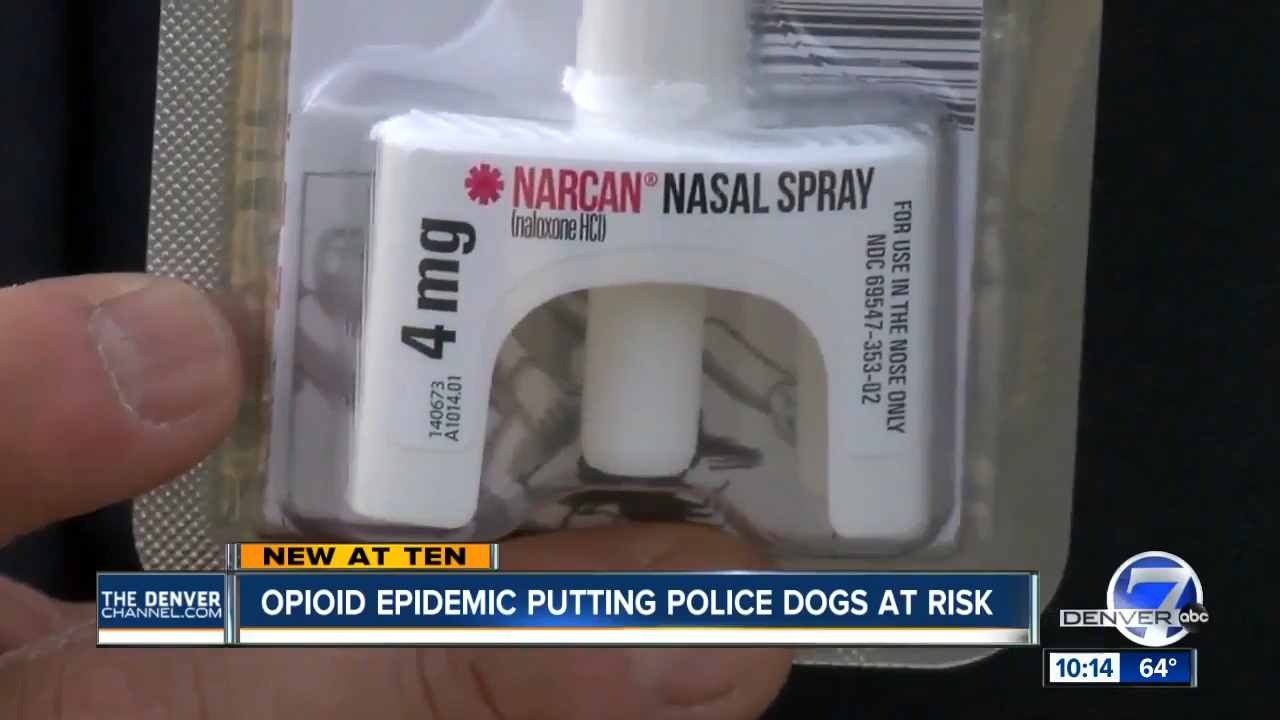 NARCAN® NASAL SPRAY
(naloxone HCl)
4 mg
140673
A1014.01
FOR USE IN THE NOSE ONLY
NDC 69547-353-02
NEW AT TEN
THE DENVER
CHANNEL.COM
OPIOID EPIDEMIC PUTTING POLICE DOGS AT RISK
7
DENVER abc
10:14 64°